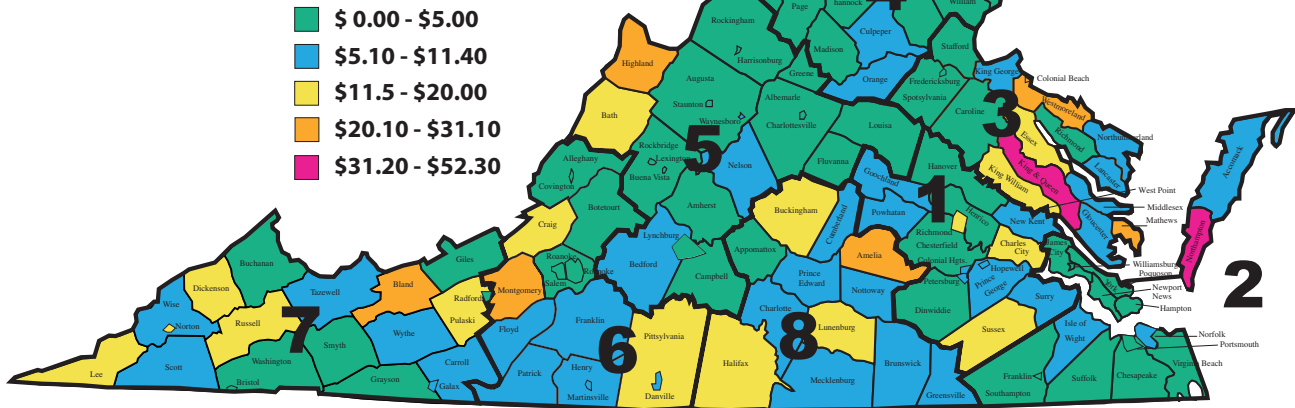 $ 0.00 - $5.00
$5.10 - $11.40
$11.5 - $20.00
$20.10 - $31.10
$31.20 - $52.30
Page
William
Rockingham
Culpeper
Madison
Stafford
Harrisonburg
Highland
Greene
King George
Augusta
Orange
Fredericksburg
Colonial Beach
Spotsylvania
Albemarle
Staunton
Caroline
3
Westmoreland
Bath
Waynesboro
Charlottesville
Louisa
Essex
Richmond
Northumberland
5
Rockbridge
Lexington
Alleghany
Nelson
Fluvanna
Hanover
King & Queen
Lancaster
Accomack
Buena Vista
Goochland
King William
Covington
West Point
1
Botetourt
Amherst
Buckingham
Cumberland
Powhatan
Henrico
Middlesex
New Kent
Gloucester
Mathews
Craig
Lynchburg
Richmond
Charles
City
James
City
Northampton
Appomattox
Amelia
Chesterfield
Colonial Hgts.
Buchanan
Giles
Roanoke
Roanoke
Bedford
Campbell
Williamsburg
Poquoson
Salem
Prince
Edward
Hopewell
Petersburg
Prince
George
York
2
Dickenson
Tazewell
Bland
Montgomery
Radford
Nottoway
Surry
Newport
News
Hampton
Wise
Charlotte
Dinwiddie
Norton
Russell
7
Pulaski
Floyd
Franklin
6
Pittsylvania
8
Lunenburg
Sussex
Isle of
Wight
Norfolk
Portsmouth
Wythe
Smyth
Washington
Scott
Carroll
Halifax
Virginia Beach
Lee
Bristol
Grayson
Galax
Patrick
Henry
Martinsville
Danville
Mecklenburg
Brunswick
Greensville
Franklin
Southampton
Suffolk
Chesapeake